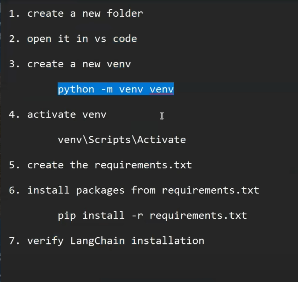 1. create a new folder
2. open it in vs code
3. create a new venv
python -m venv venv
4. activate venv
venv\Scripts\Activate
5. create the requirements.txt
6. install packages from requirements.txt
pip install -r requirements.txt
7. verify LangChain installation